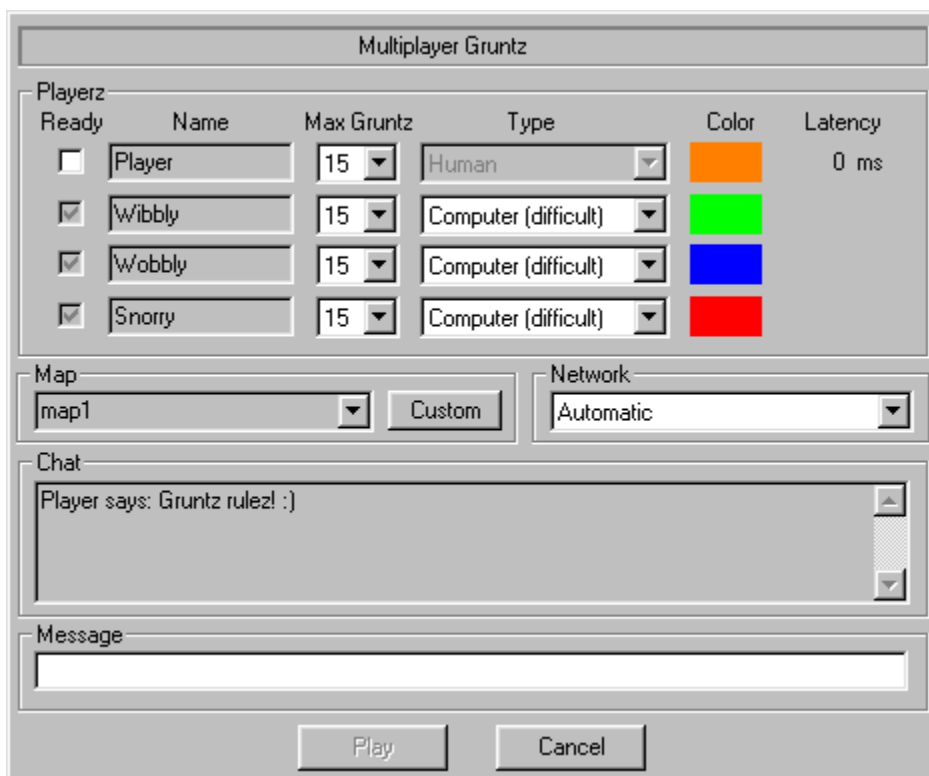 Multiplayer Gruntz
Playerz
Ready Name Max Gruntz Type Color Latency
Player 15 Human 0 ms
Wibbly 15 Computer (difficult)
Wobbly 15 Computer (difficult)
Snorry 15 Computer (difficult)
Map Network
map1 Custom Automatic
Chat
Player says: Gruntz rulez! :)
Message
Play Cancel